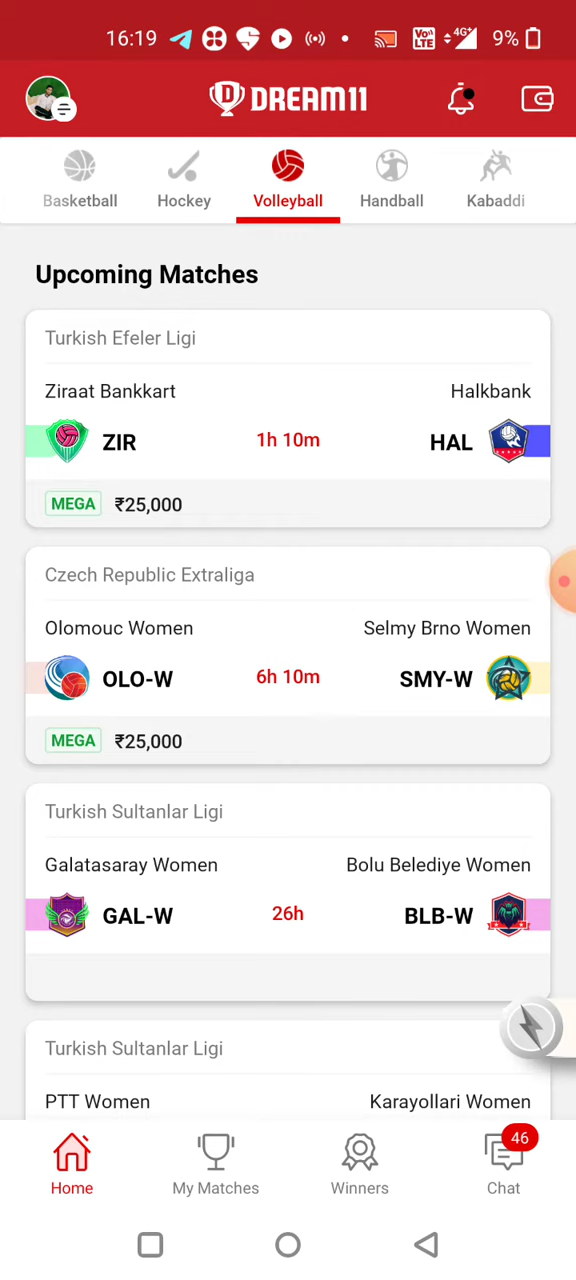 16:19 VoLTE 4G+ 9%
DREAM11
Basketball Hockey Volleyball Handball Kabaddi
Upcoming Matches
Turkish Efeler Ligi
Ziraat Bankkart Halkbank
ZIR 1h 10m HAL
MEGA ₹25,000
Czech Republic Extraliga
Olomouc Women Selmy Brno Women
OLO-W 6h 10m SMY-W
MEGA ₹25,000
Turkish Sultanlar Ligi
Galatasaray Women Bolu Belediye Women
GAL-W 26h BLB-W
Turkish Sultanlar Ligi
PTT Women Karayollari Women
46
Home My Matches Winners Chat